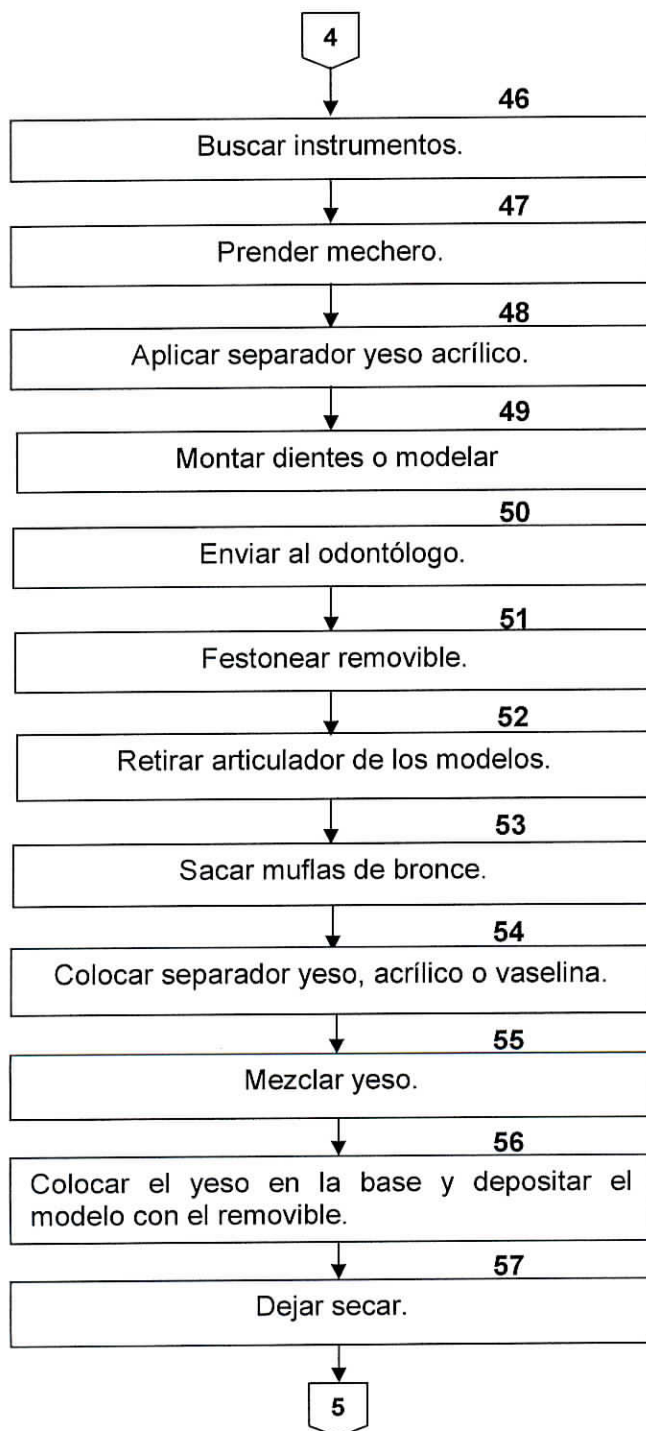 4
46
Buscar instrumentos.
47
Prender mechero.
48
Aplicar separador yeso acrílico.
49
Montar dientes o modelar
50
Enviar al odontólogo.
51
Festonear removible.
52
Retirar articulador de los modelos.
53
Sacar muflas de bronce.
54
Colocar separador yeso, acrílico o vaselina.
55
Mezclar yeso.
56
Colocar el yeso en la base y depositar el
modelo con el removible.
57
Dejar secar.
5